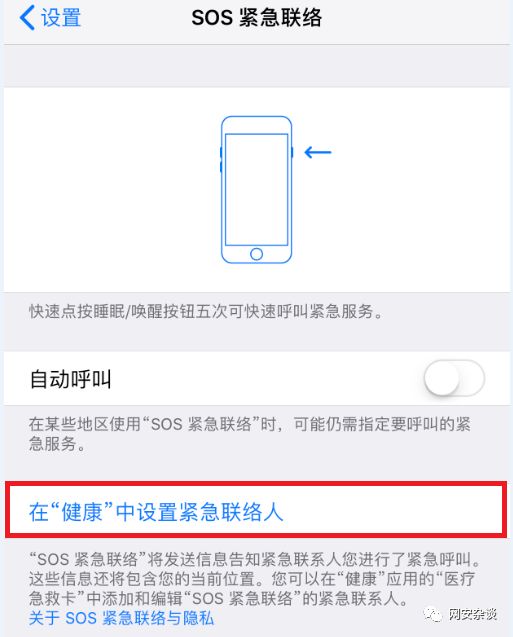 设置
SOS 紧急联络
快速点按睡眠/唤醒按钮五次可快速呼叫紧急服务。
自动呼叫
在某些地区使用“SOS 紧急联络”时，可能仍需指定要呼叫的紧
急服务。
在“健康”中设置紧急联络人
“SOS 紧急联络”将发送信息告知紧急联系人您进行了紧急呼叫。
这些信息还将包含您的当前位置。您可以在“健康”应用的“医疗
急救卡”中添加和编辑“SOS 紧急联络”的紧急联系人。
关于 SOS 紧急联络与隐私
网安杂谈